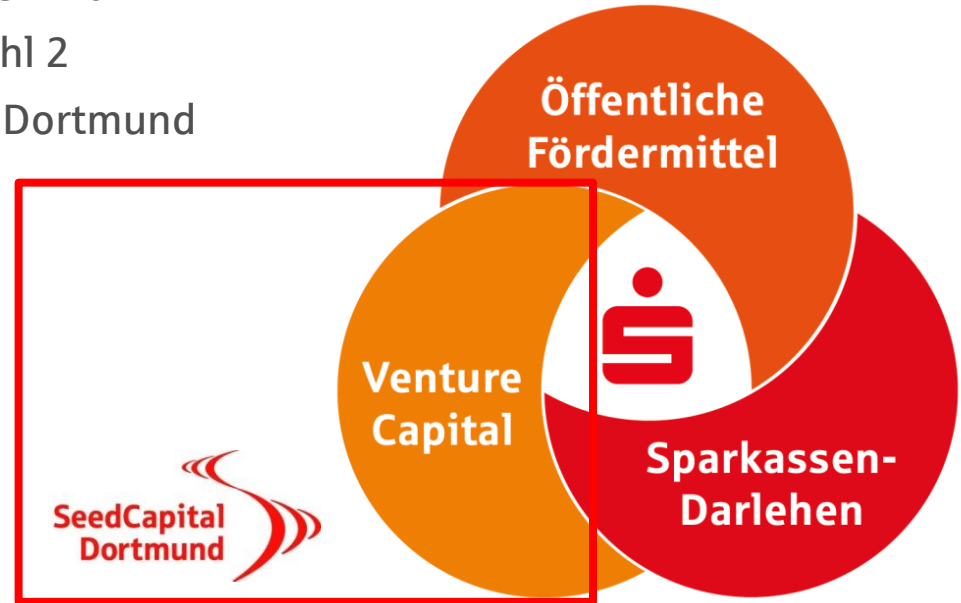 hl 2
Dortmund
Öffentliche
Fördermittel
Venture
Capital
Sparkassen-
Darlehen
SeedCapital
Dortmund